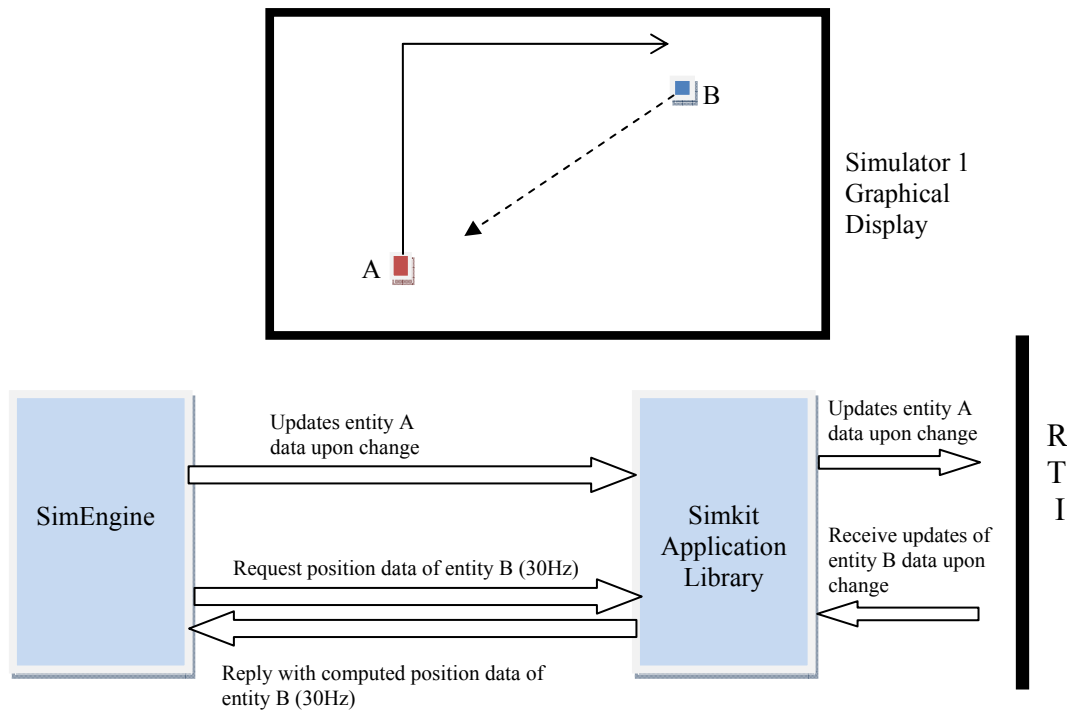 B
Simulator 1
Graphical
Display
A
Updates entity A
data upon change
Updates entity A
data upon change
R
T
I
SimEngine
Simkit
Application
Library
Request position data of entity B (30Hz)
Receive updates of
entity B data upon
change
Reply with computed position data of
entity B (30Hz)